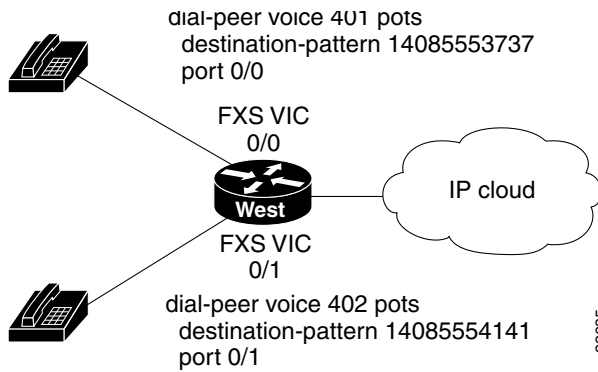 dial-peer voice 401 pots
destination-pattern 14085553737
port 0/0
FXS VIC
0/0
West
IP cloud
FXS VIC
0/1
dial-peer voice 402 pots
destination-pattern 14085554141
port 0/1